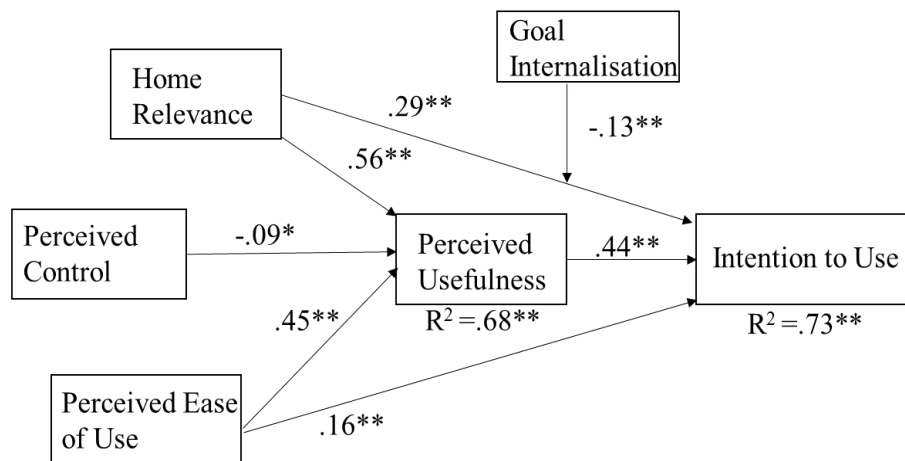 Goal
Internalisation
Home
Relevance
.29**
-.13**
.56**
Perceived
Control
-.09*
Perceived
Usefulness
.44**
Intention to Use
.45**
R² =.68**
R² =.73**
Perceived Ease
of Use
.16**